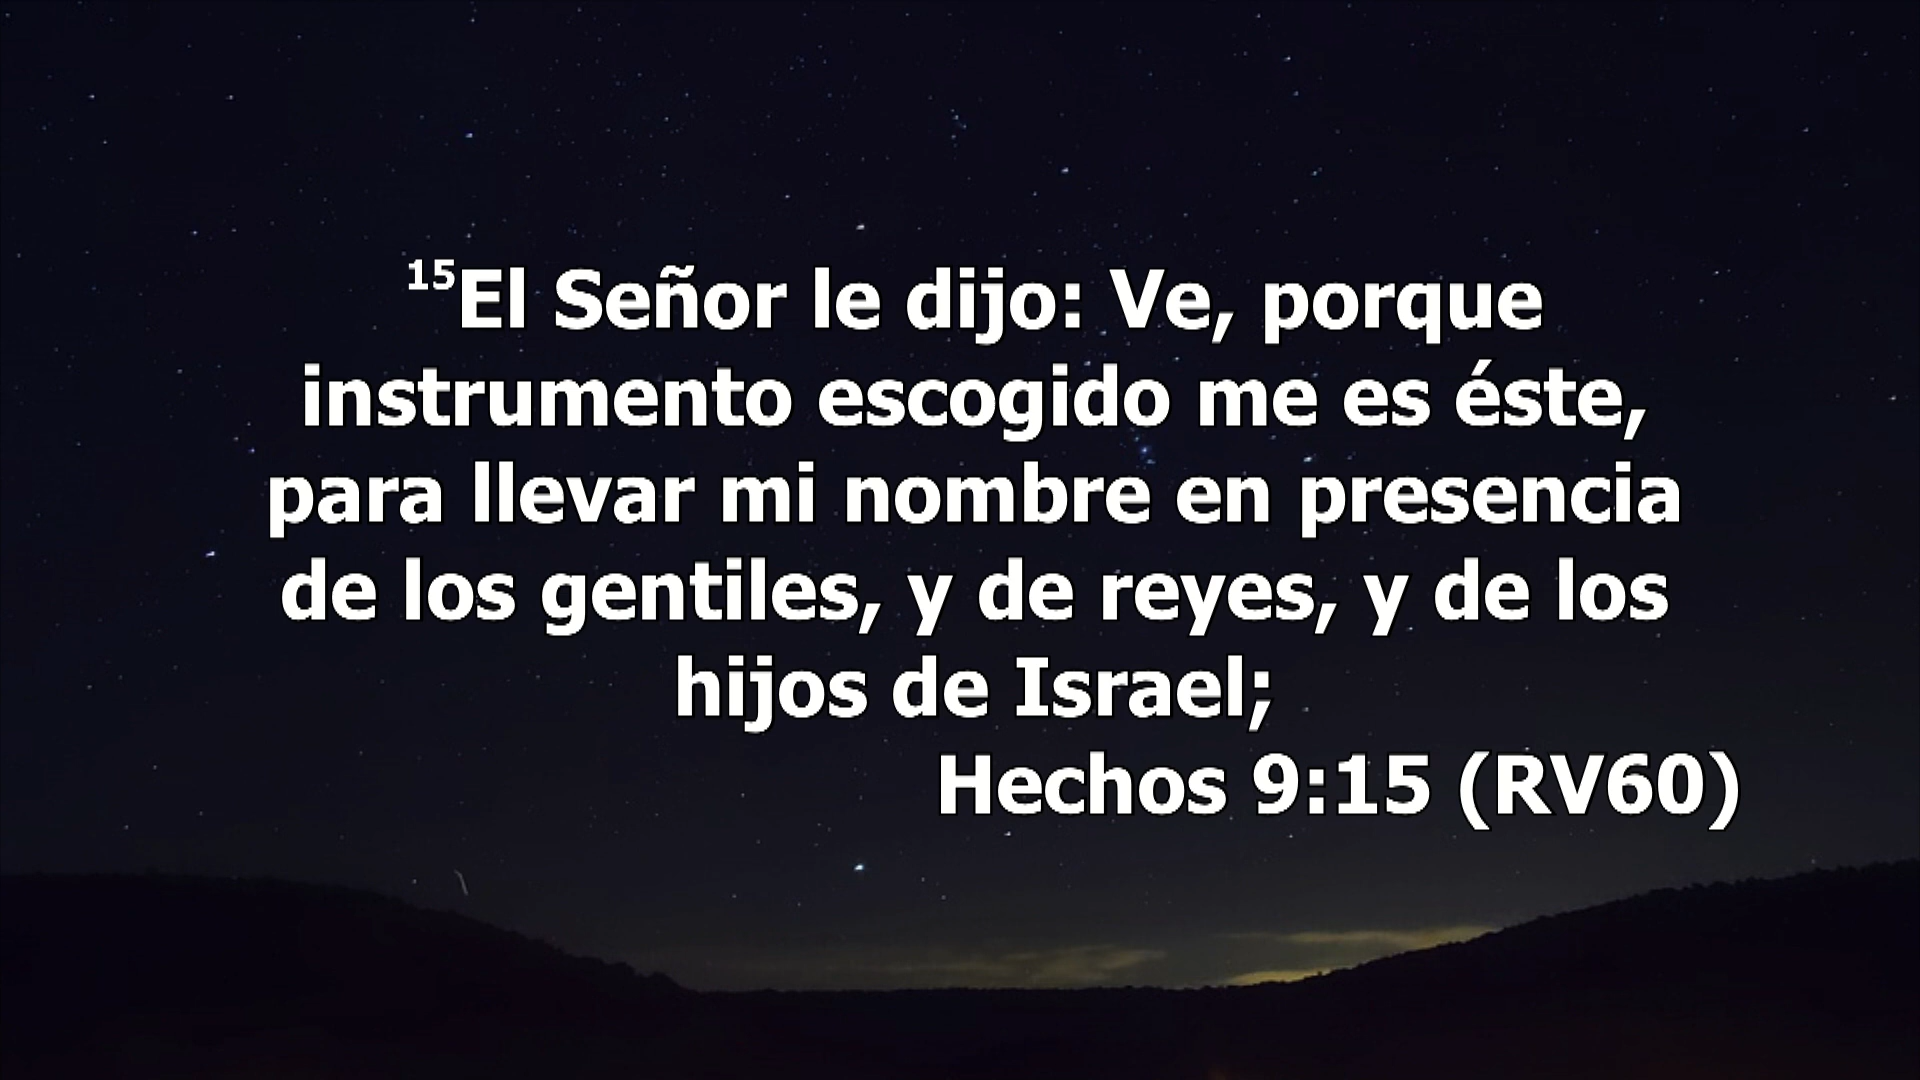 15El Señor le dijo: Ve, porque
instrumento escogido me es éste,
para llevar mi nombre en presencia
de los gentiles, y de reyes, y de los
hijos de Israel;
Hechos 9:15 (RV60)